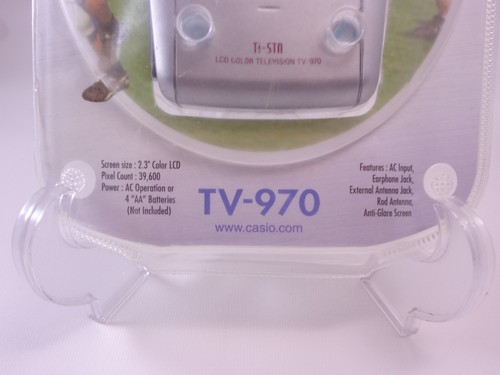 Ti-STN
LCD COLOR TELEVISION TV-970
Screen size : 2.3" Color LCD
Pixel Count : 39,600
Power : AC Operation or
4 "AA" Batteries
(Not Included)
TV-970
www.casio.com
Features : AC Input,
Earphone Jack,
External Antenna Jack,
Rod Antenna,
Anti-Glare Screen